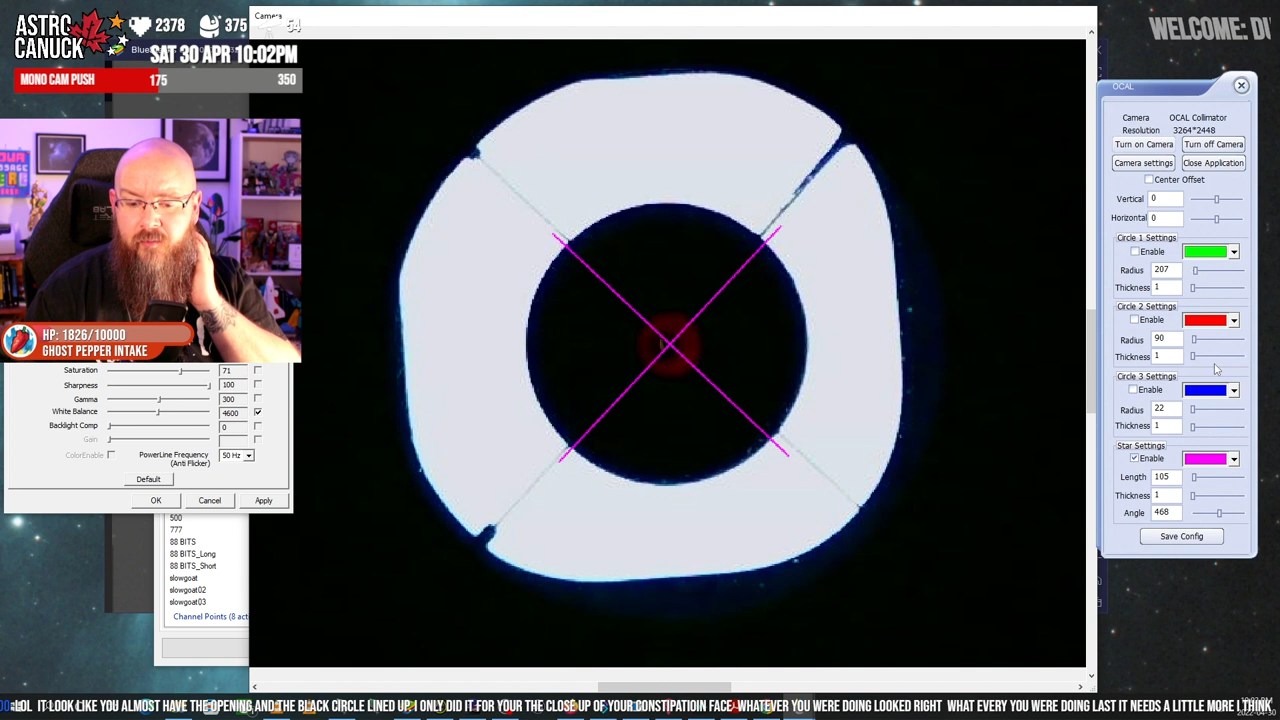 ASTRO
CANUCK
2378
375
54
SAT 30 APR 10:02PM
MONO CAM PUSH
175
350
HP: 1826/10000
GHOST PEPPER INTAKE
WELCOME:
Camera
Saturation
71
Sharpness
100
Gamma
300
White Balance
4600
Backlight Comp
0
Gain
ColorEnable
PowerLine Frequency
(Anti Flicker)
50 Hz
Default
OK
Cancel
Apply
500
777
88 BITS
88 BITS_Long
88 BITS_Short
slowgoat
slowgoat02
slowgoat03
Channel Points (8 act
OCAL
Camera OCAL Collimator
Resolution 3264*2448
Turn on Camera
Turn off Camera
Camera settings
Close Application
Center Offset
Vertical 0
Horizontal 0
Circle 1 Settings
Enable
Radius 207
Thickness 1
Circle 2 Settings
Enable
Radius 90
Thickness 1
Circle 3 Settings
Enable
Radius 22
Thickness 1
Star Settings
Enable
Length 105
Thickness 1
Angle 468
Save Config
LOL IT LOOK LIKE YOU ALMOST HAVE THE OPENING AND THE BLACK CIRCLE LINED UP. I ONLY DID IT FOR YOUR THE CLOSE UP OF YOUR CONSTIPATION FACE. WHATEVER YOU WERE DOING LOOKED RIGHT WHAT EVERY YOU WERE DOING LAST IT NEEDS A LITTLE MORE I THINK